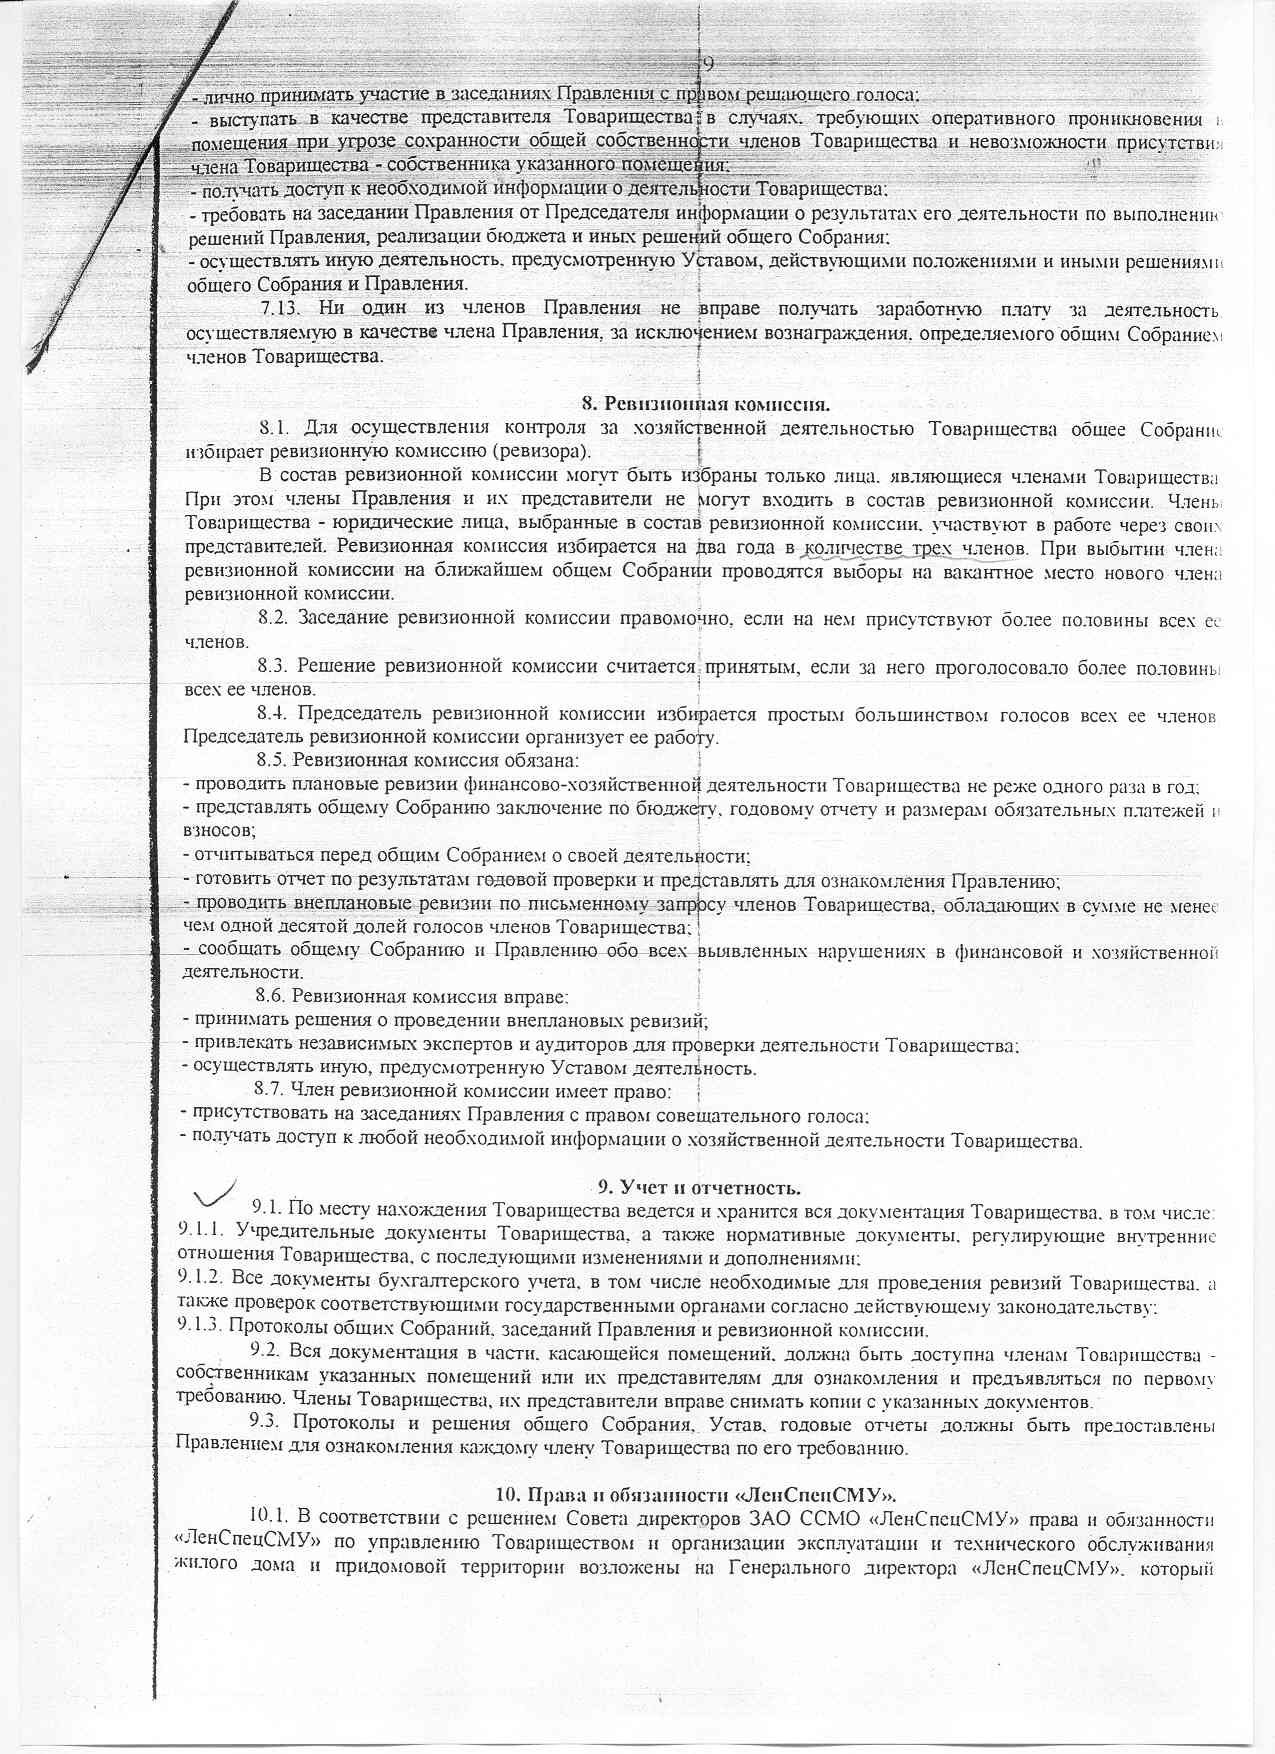 9
- лично принимать участие в заседаниях Правления с правом решающего голоса;
- выступать в качестве представителя Товарищества в случаях, требующих оперативного проникновения
помещения при угрозе сохранности общей собственности членов Товарищества и невозможности присутствия
члена Товарищества - собственника указанного помещения;
- получать доступ к необходимой информации о деятельности Товарищества;
- требовать на заседании Правления от Председателя информации о результатах его деятельности по выполнению
решений Правления, реализации бюджета и иных решений общего Собрания;
- осуществлять иную деятельность, предусмотренную Уставом, действующими положениями и иными решениями
общего Собрания и Правления.
7.13. Ни один из членов Правления не вправе получать заработную плату за деятельность
осуществляемую в качестве члена Правления, за исключением вознаграждения, определяемого общим Собранием
членов Товарищества.
8. Ревизионная комиссия.
8.1. Для осуществления контроля за хозяйственной деятельностью Товарищества общее Собрание
избирает ревизионную комиссию (ревизора).
В состав ревизионной комиссии могут быть избраны только лица, являющиеся членами Товарищества
При этом члены Правления и их представители не могут входить в состав ревизионной комиссии. Члены
Товарищества - юридические лица, выбранные в состав ревизионной комиссии, участвуют в работе через своих
представителей. Ревизионная комиссия избирается на два года в количестве трех членов. При выбытии члена
ревизионной комиссии на ближайшем общем Собрании проводятся выборы на вакантное место нового члена
ревизионной комиссии.
8.2. Заседание ревизионной комиссии правомочно, если на нем присутствуют более половины всех ее
членов.
8.3. Решение ревизионной комиссии считается принятым, если за него проголосовало более половины
всех ее членов.
8.4. Председатель ревизионной комиссии избирается простым большинством голосов всех ее членов
Председатель ревизионной комиссии организует ее работу.
8.5. Ревизионная комиссия обязана:
- проводить плановые ревизии финансово-хозяйственной деятельности Товарищества не реже одного раза в год;
- представлять общему Собранию заключение по бюджету, годовому отчету и размерам обязательных платежей и
взносов;
- отчитываться перед общим Собранием о своей деятельности;
- готовить отчет по результатам годовой проверки и представлять для ознакомления Правлению;
- проводить внеплановые ревизии по письменному запросу членов Товарищества, обладающих в сумме не менее
чем одной десятой долей голосов членов Товарищества;
- сообщать общему Собранию и Правлению обо всех выявленных нарушениях в финансовой и хозяйственной
деятельности.
8.6. Ревизионная комиссия вправе:
- принимать решения о проведении внеплановых ревизий;
- привлекать независимых экспертов и аудиторов для проверки деятельности Товарищества;
- осуществлять иную, предусмотренную Уставом деятельность.
8.7. Член ревизионной комиссии имеет право:
- присутствовать на заседаниях Правления с правом совещательного голоса;
- получать доступ к любой необходимой информации о хозяйственной деятельности Товарищества.
9. Учет и отчетность.
9.1. По месту нахождения Товарищества ведется и хранится вся документация Товарищества, в том числе:
9.1.1. Учредительные документы Товарищества, а также нормативные документы, регулирующие внутренние
отношения Товарищества, с последующими изменениями и дополнениями;
9.1.2. Все документы бухгалтерского учета, в том числе необходимые для проведения ревизий Товарищества, а
также проверок соответствующими государственными органами согласно действующему законодательству;
9.1.3. Протоколы общих Собраний, заседаний Правления и ревизионной комиссии.
9.2. Вся документация в части, касающейся помещений, должна быть доступна членам Товарищества -
собственникам указанных помещений или их представителям для ознакомления и предъявляться по первому
требованию. Члены Товарищества, их представители вправе снимать копии с указанных документов.
9.3. Протоколы и решения общего Собрания, Устав, годовые отчеты должны быть предоставлены
Правлением для ознакомления каждому члену Товарищества по его требованию.
10. Права и обязанности «ЛенСпецСМУ».
10.1. В соответствии с решением Совета директоров ЗАО ССМО «ЛенСпецСМУ» права и обязанности
«ЛенСпецСМУ» по управлению Товариществом и организации эксплуатации и технического обслуживания
жилого дома и придомовой территории возложены на Генерального директора «ЛенСпецСМУ», который